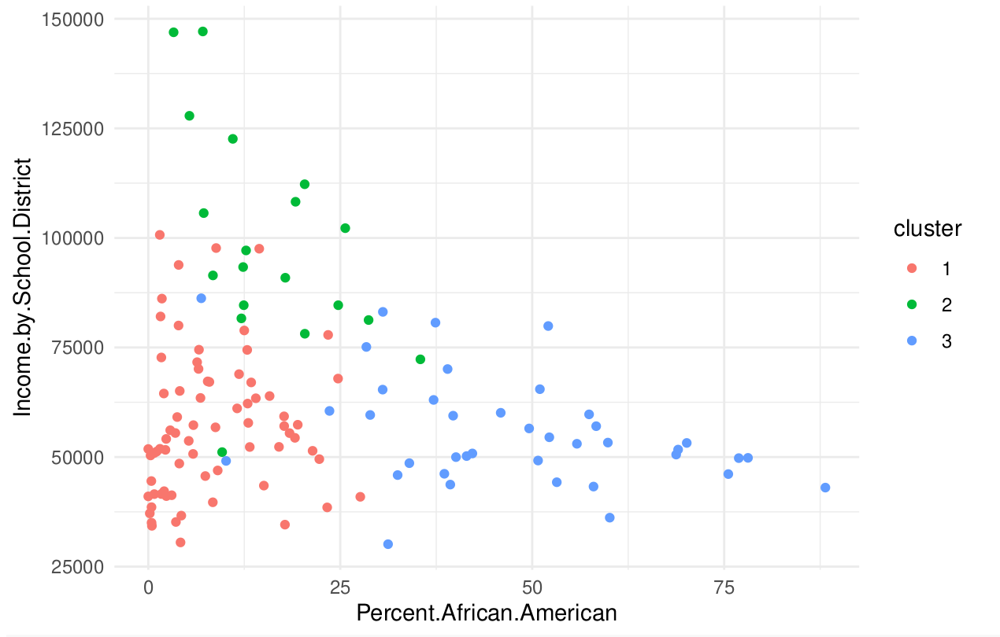 150000
125000
100000
75000
50000
25000
Income.by.School.District
0 25 50 75
Percent.African.American
cluster
1
2
3